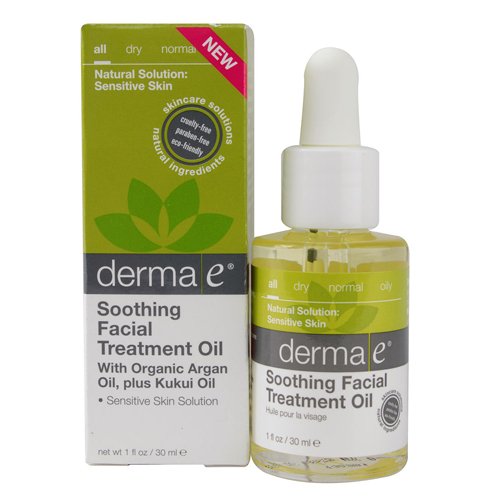 all dry normal
NEW
Natural Solution:
Sensitive Skin
skincare solutions
cruelty-free
paraben-free
eco-friendly
natural ingredients
derma e®
Soothing
Facial
Treatment Oil
With Organic Argan
Oil, plus Kukui Oil
• Sensitive Skin Solution
net wt 1 fl oz / 30 ml e
all dry normal oily
Natural Solution:
Sensitive Skin
derma e®
Soothing Facial
Treatment Oil
Huile pour la visage
1 fl oz / 30 ml e